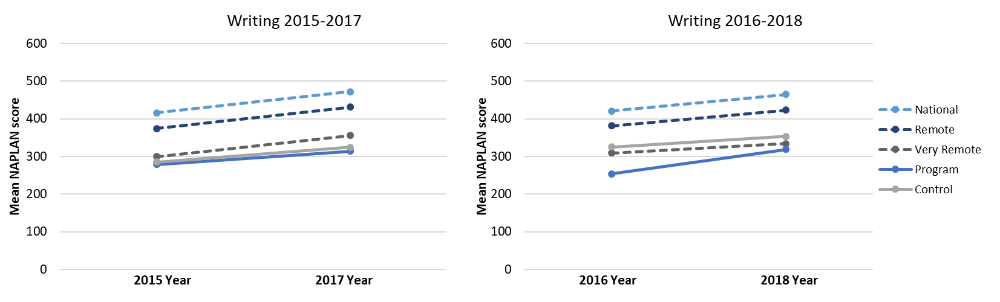 Writing 2015-2017
600
500
400
300
200
100
0
Mean NAPLAN score
2015 Year
2017 Year
Writing 2016-2018
600
500
400
300
200
100
0
Mean NAPLAN score
2016 Year
2018 Year
National
Remote
Very Remote
Program
Control